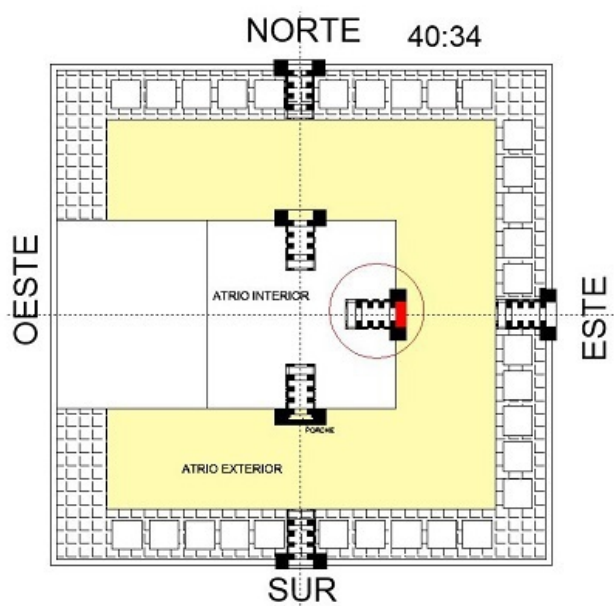 NORTE
40:34
OESTE
ATRIO INTERIOR
ESTE
PORCHE
ATRIO EXTERIOR
SUR